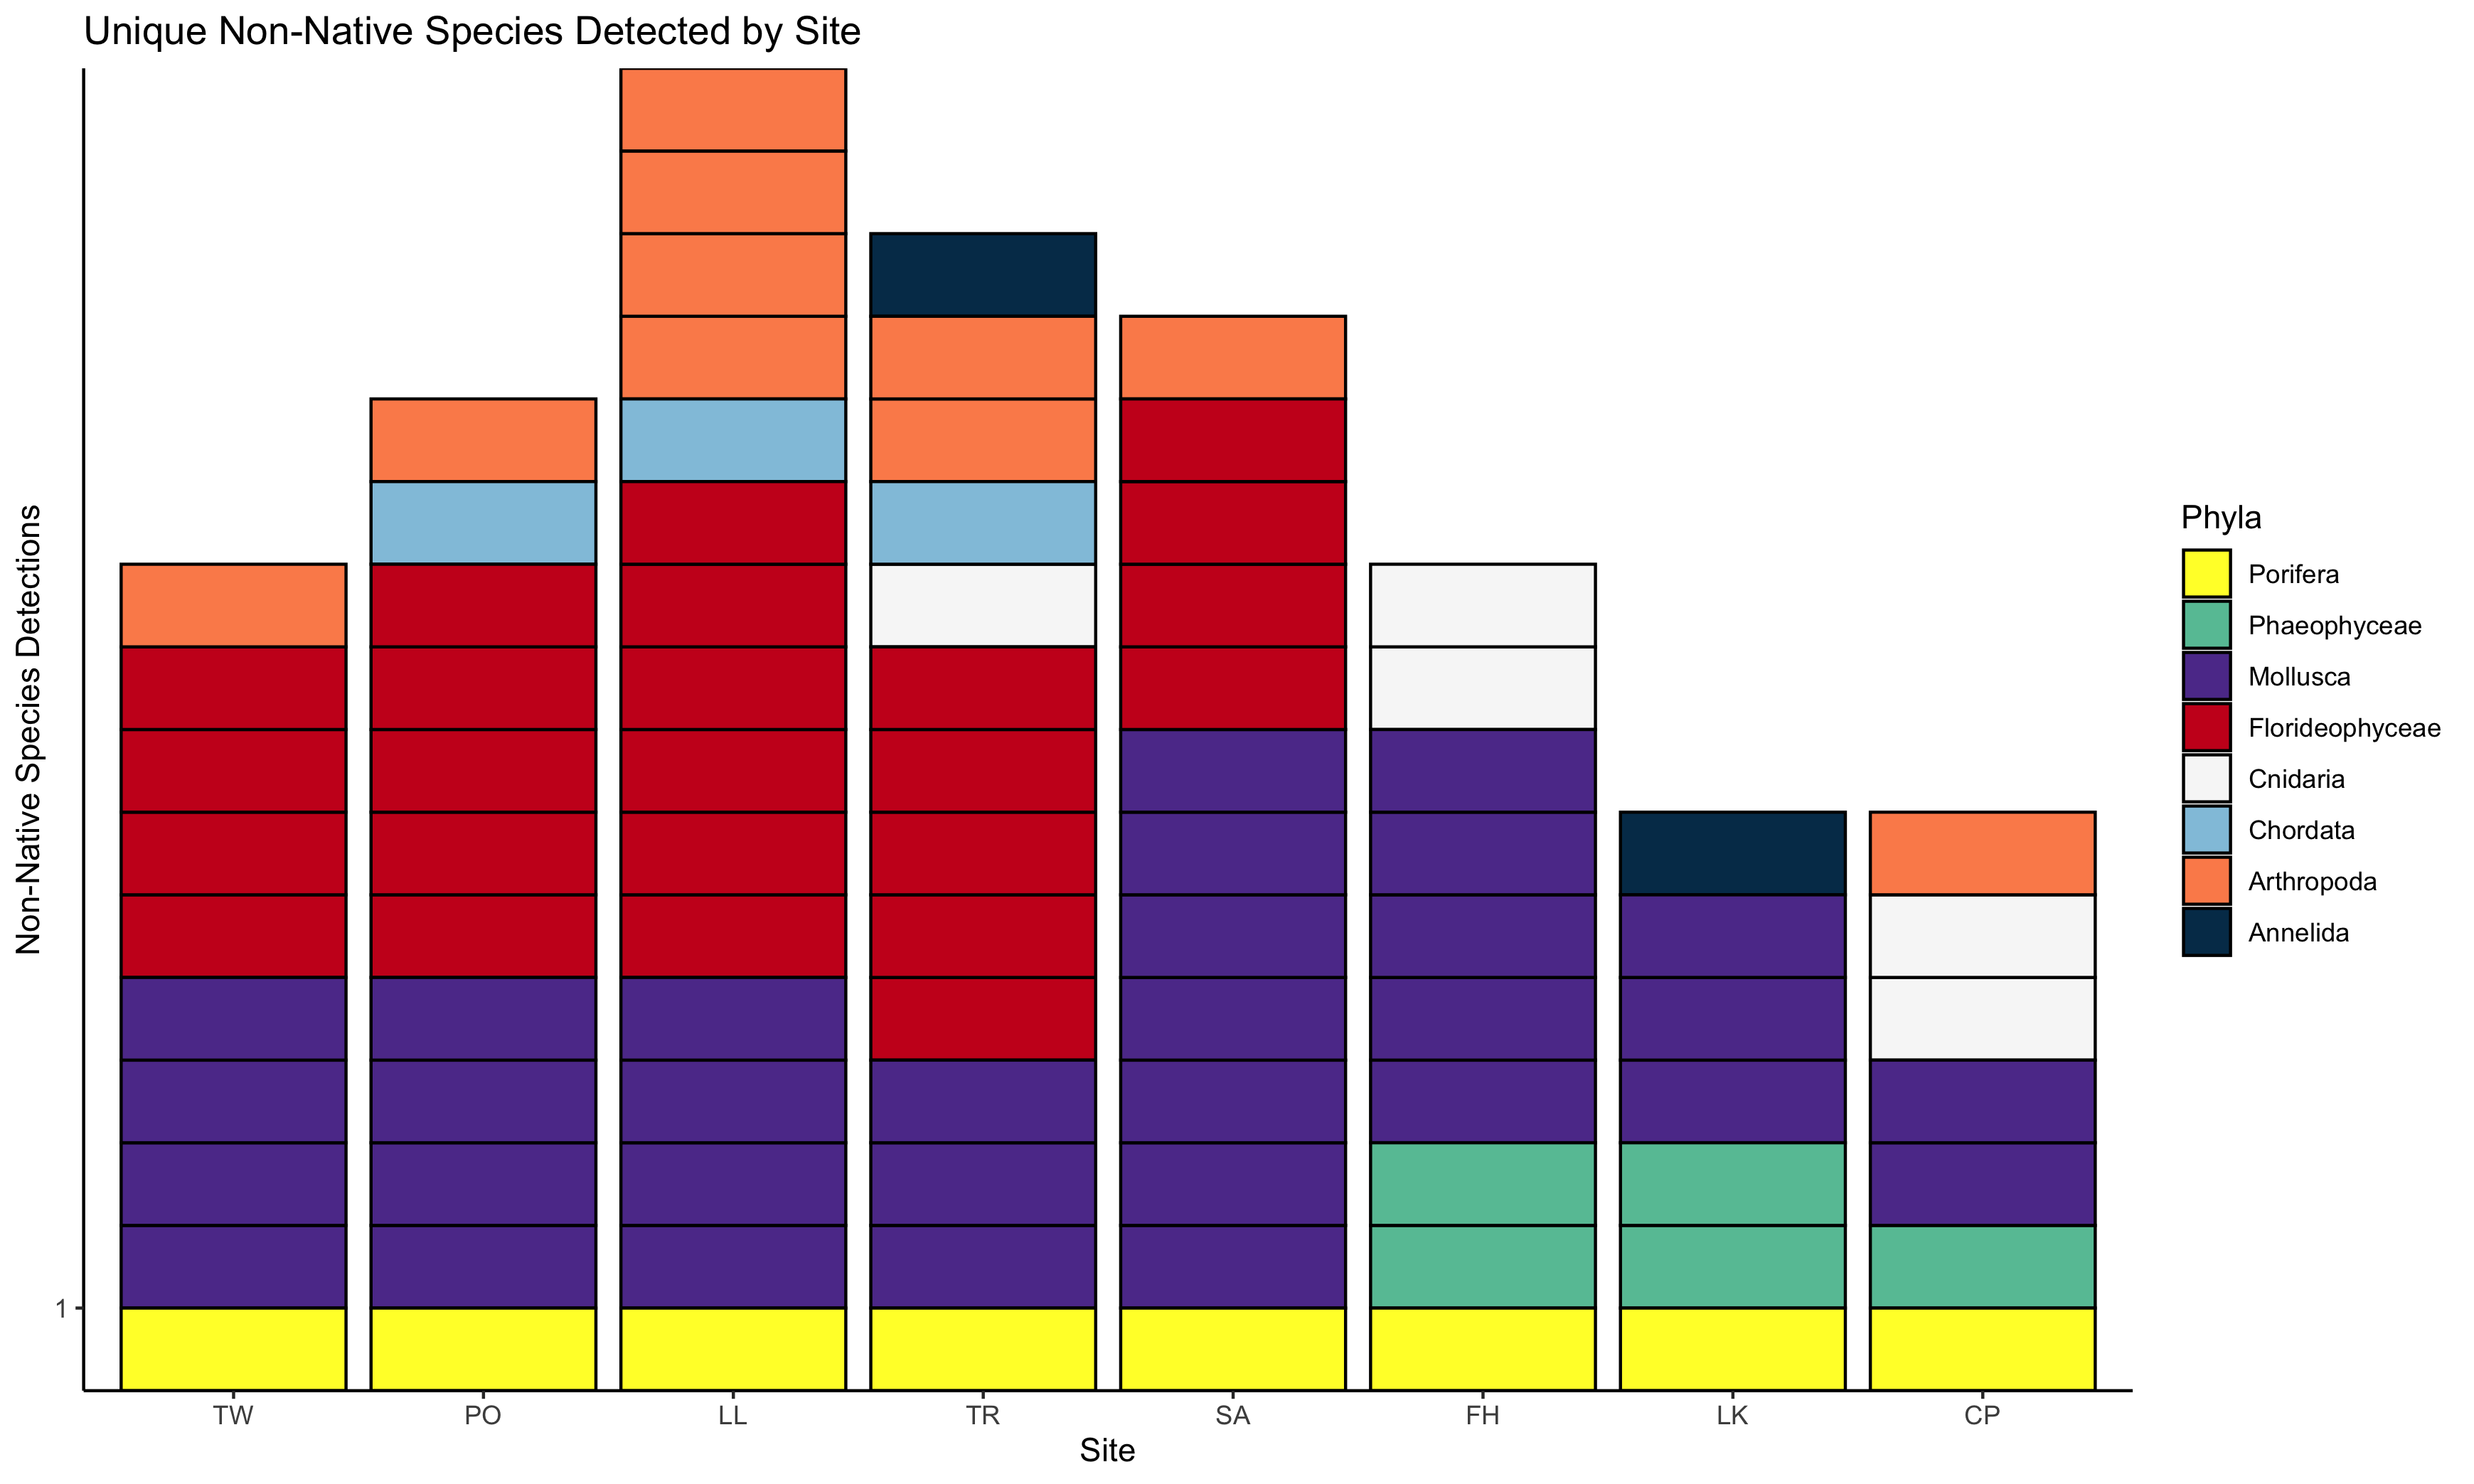 Unique Non-Native Species Detected by Site
Non-Native Species Detections
1
TW
PO
LL
TR
SA
FH
LK
CP
Site
Phyla
Porifera
Phaeophyceae
Mollusca
Florideophyceae
Cnidaria
Chordata
Arthropoda
Annelida